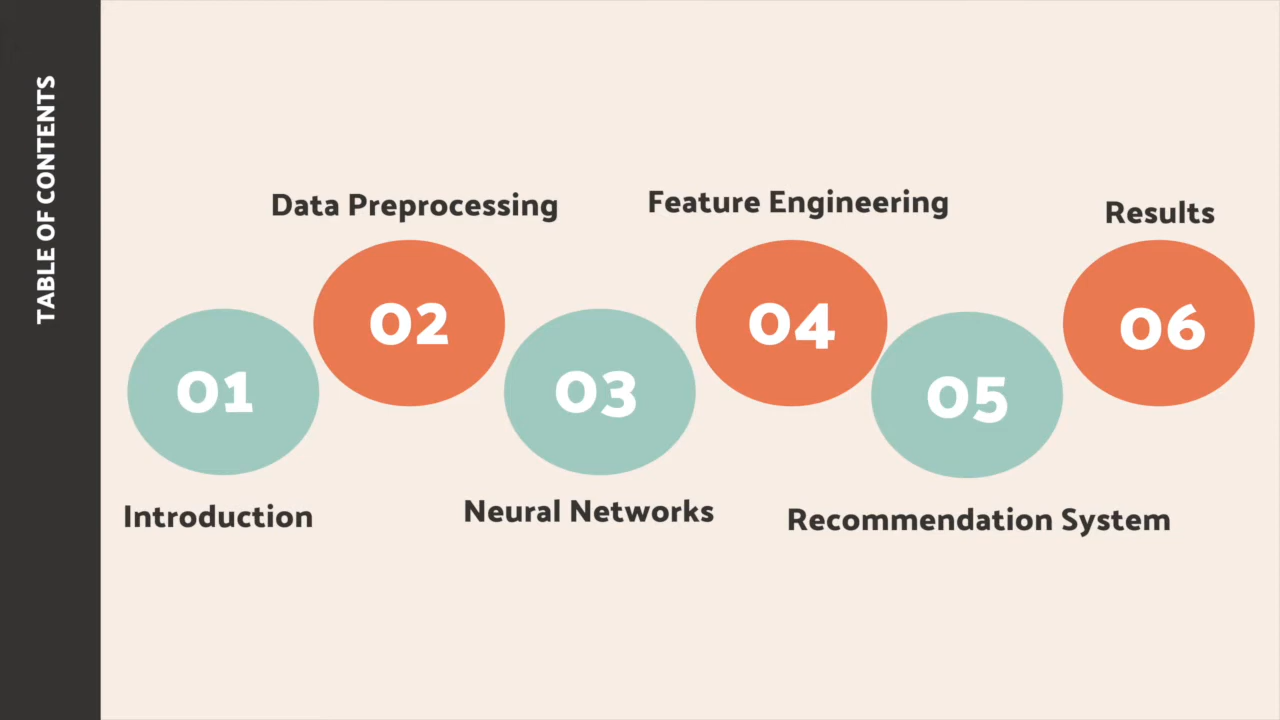 TABLE OF CONTENTS
01
Introduction
02
Data Preprocessing
03
Neural Networks
04
Feature Engineering
05
Recommendation System
06
Results